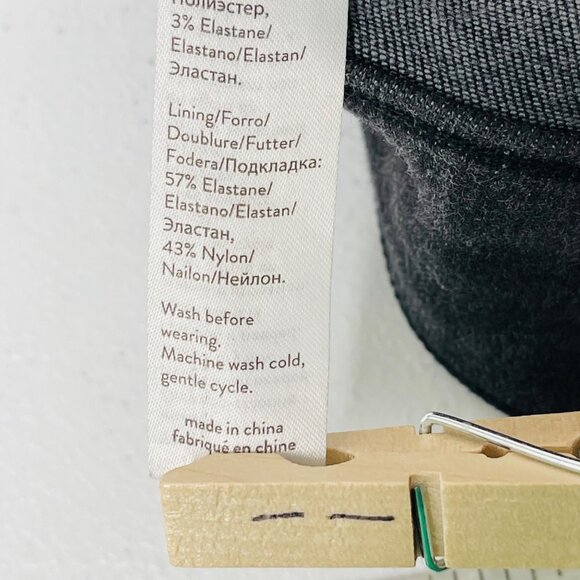 Полиэстер,
3% Elastane/
Elastano/Elastan/
Эластан.
Lining/Forro/
Doublure/Futter/
Fodera/Подкладка:
57% Elastane/
Elastano/Elastan/
Эластан,
43% Nylon/
Nailon/Нейлон.
Wash before
wearing.
Machine wash cold,
gentle cycle.
made in china
fabriqué en chine